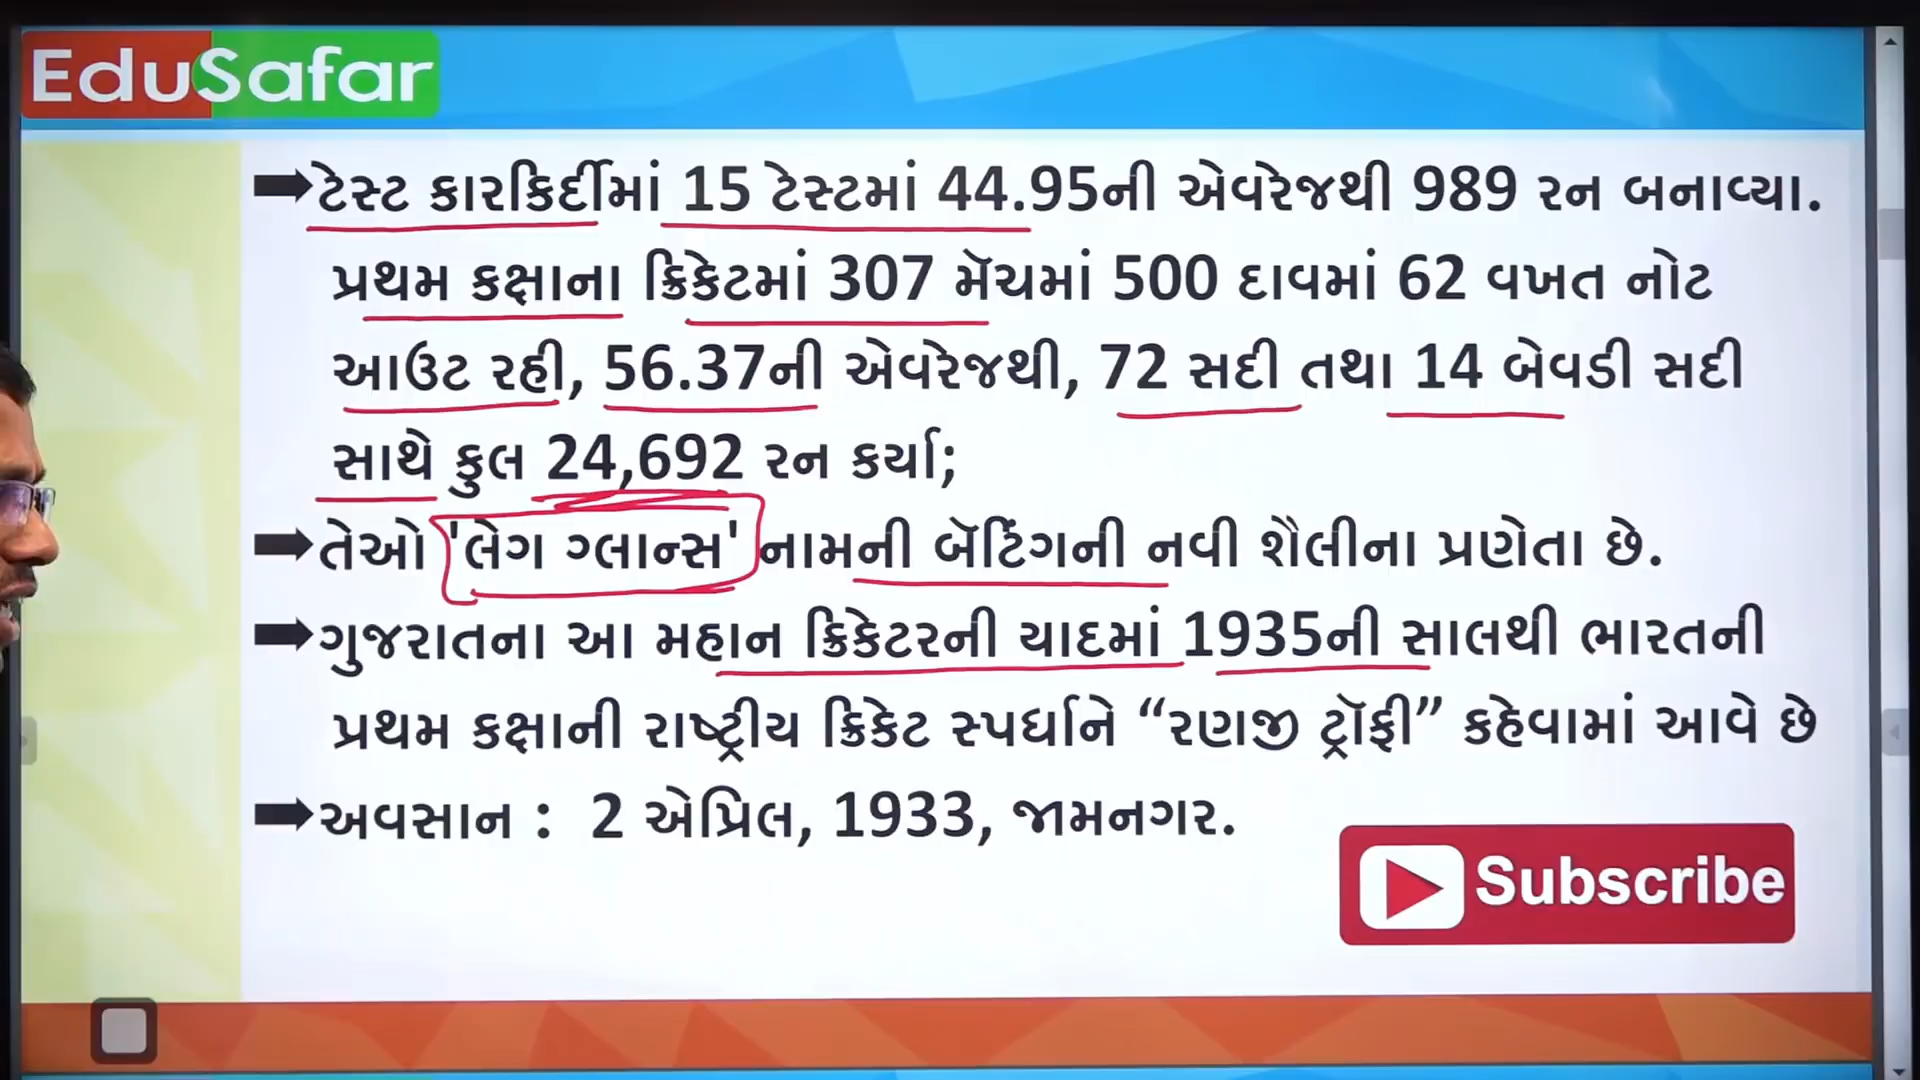 EduSafar
➡ટેસ્ટ કારકિર્દીમાં 15 ટેસ્ટમાં 44.95ની એવરેજથી 989 રન બનાવ્યા.
પ્રથમ કક્ષાના ક્રિકેટમાં 307 મૅચમાં 500 દાવમાં 62 વખત નોટ
આઉટ રહી, 56.37ની એવરેજથી, 72 સદી તથા 14 બેવડી સદી
સાથે કુલ 24,692 રન કર્યા;
➡તેઓ 'લેગ ગ્લાન્સ' નામની બૅટિંગની નવી શૈલીના પ્રણેતા છે.
➡ગુજરાતના આ મહાન ક્રિકેટરની યાદમાં 1935ની સાલથી ભારતની
પ્રથમ કક્ષાની રાષ્ટ્રીય ક્રિકેટ સ્પર્ધાને “રણજી ટ્રૉફી” કહેવામાં આવે છે
➡અવસાન : 2 એપ્રિલ, 1933, જામનગર.
Subscribe